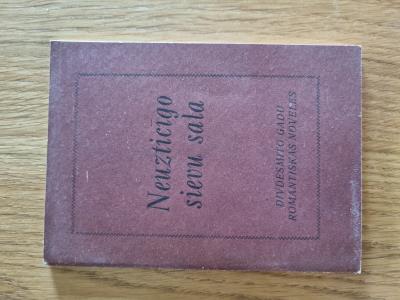 Neuzticīgo
sievu sala
DIVDESMITO GADU
ROMANTISKĀS NOVELES